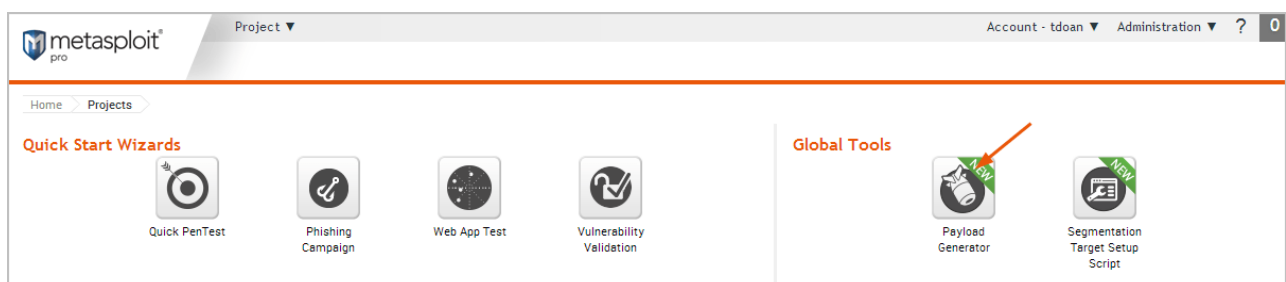 Project ▼
Account - tdoan ▼ Administration ▼ ? 0
metasploit®
pro
Home Projects
Quick Start Wizards
Global Tools
NEW
NEW
Quick PenTest
Phishing
Campaign
Web App Test
Vulnerability
Validation
Payload
Generator
Segmentation
Target Setup
Script